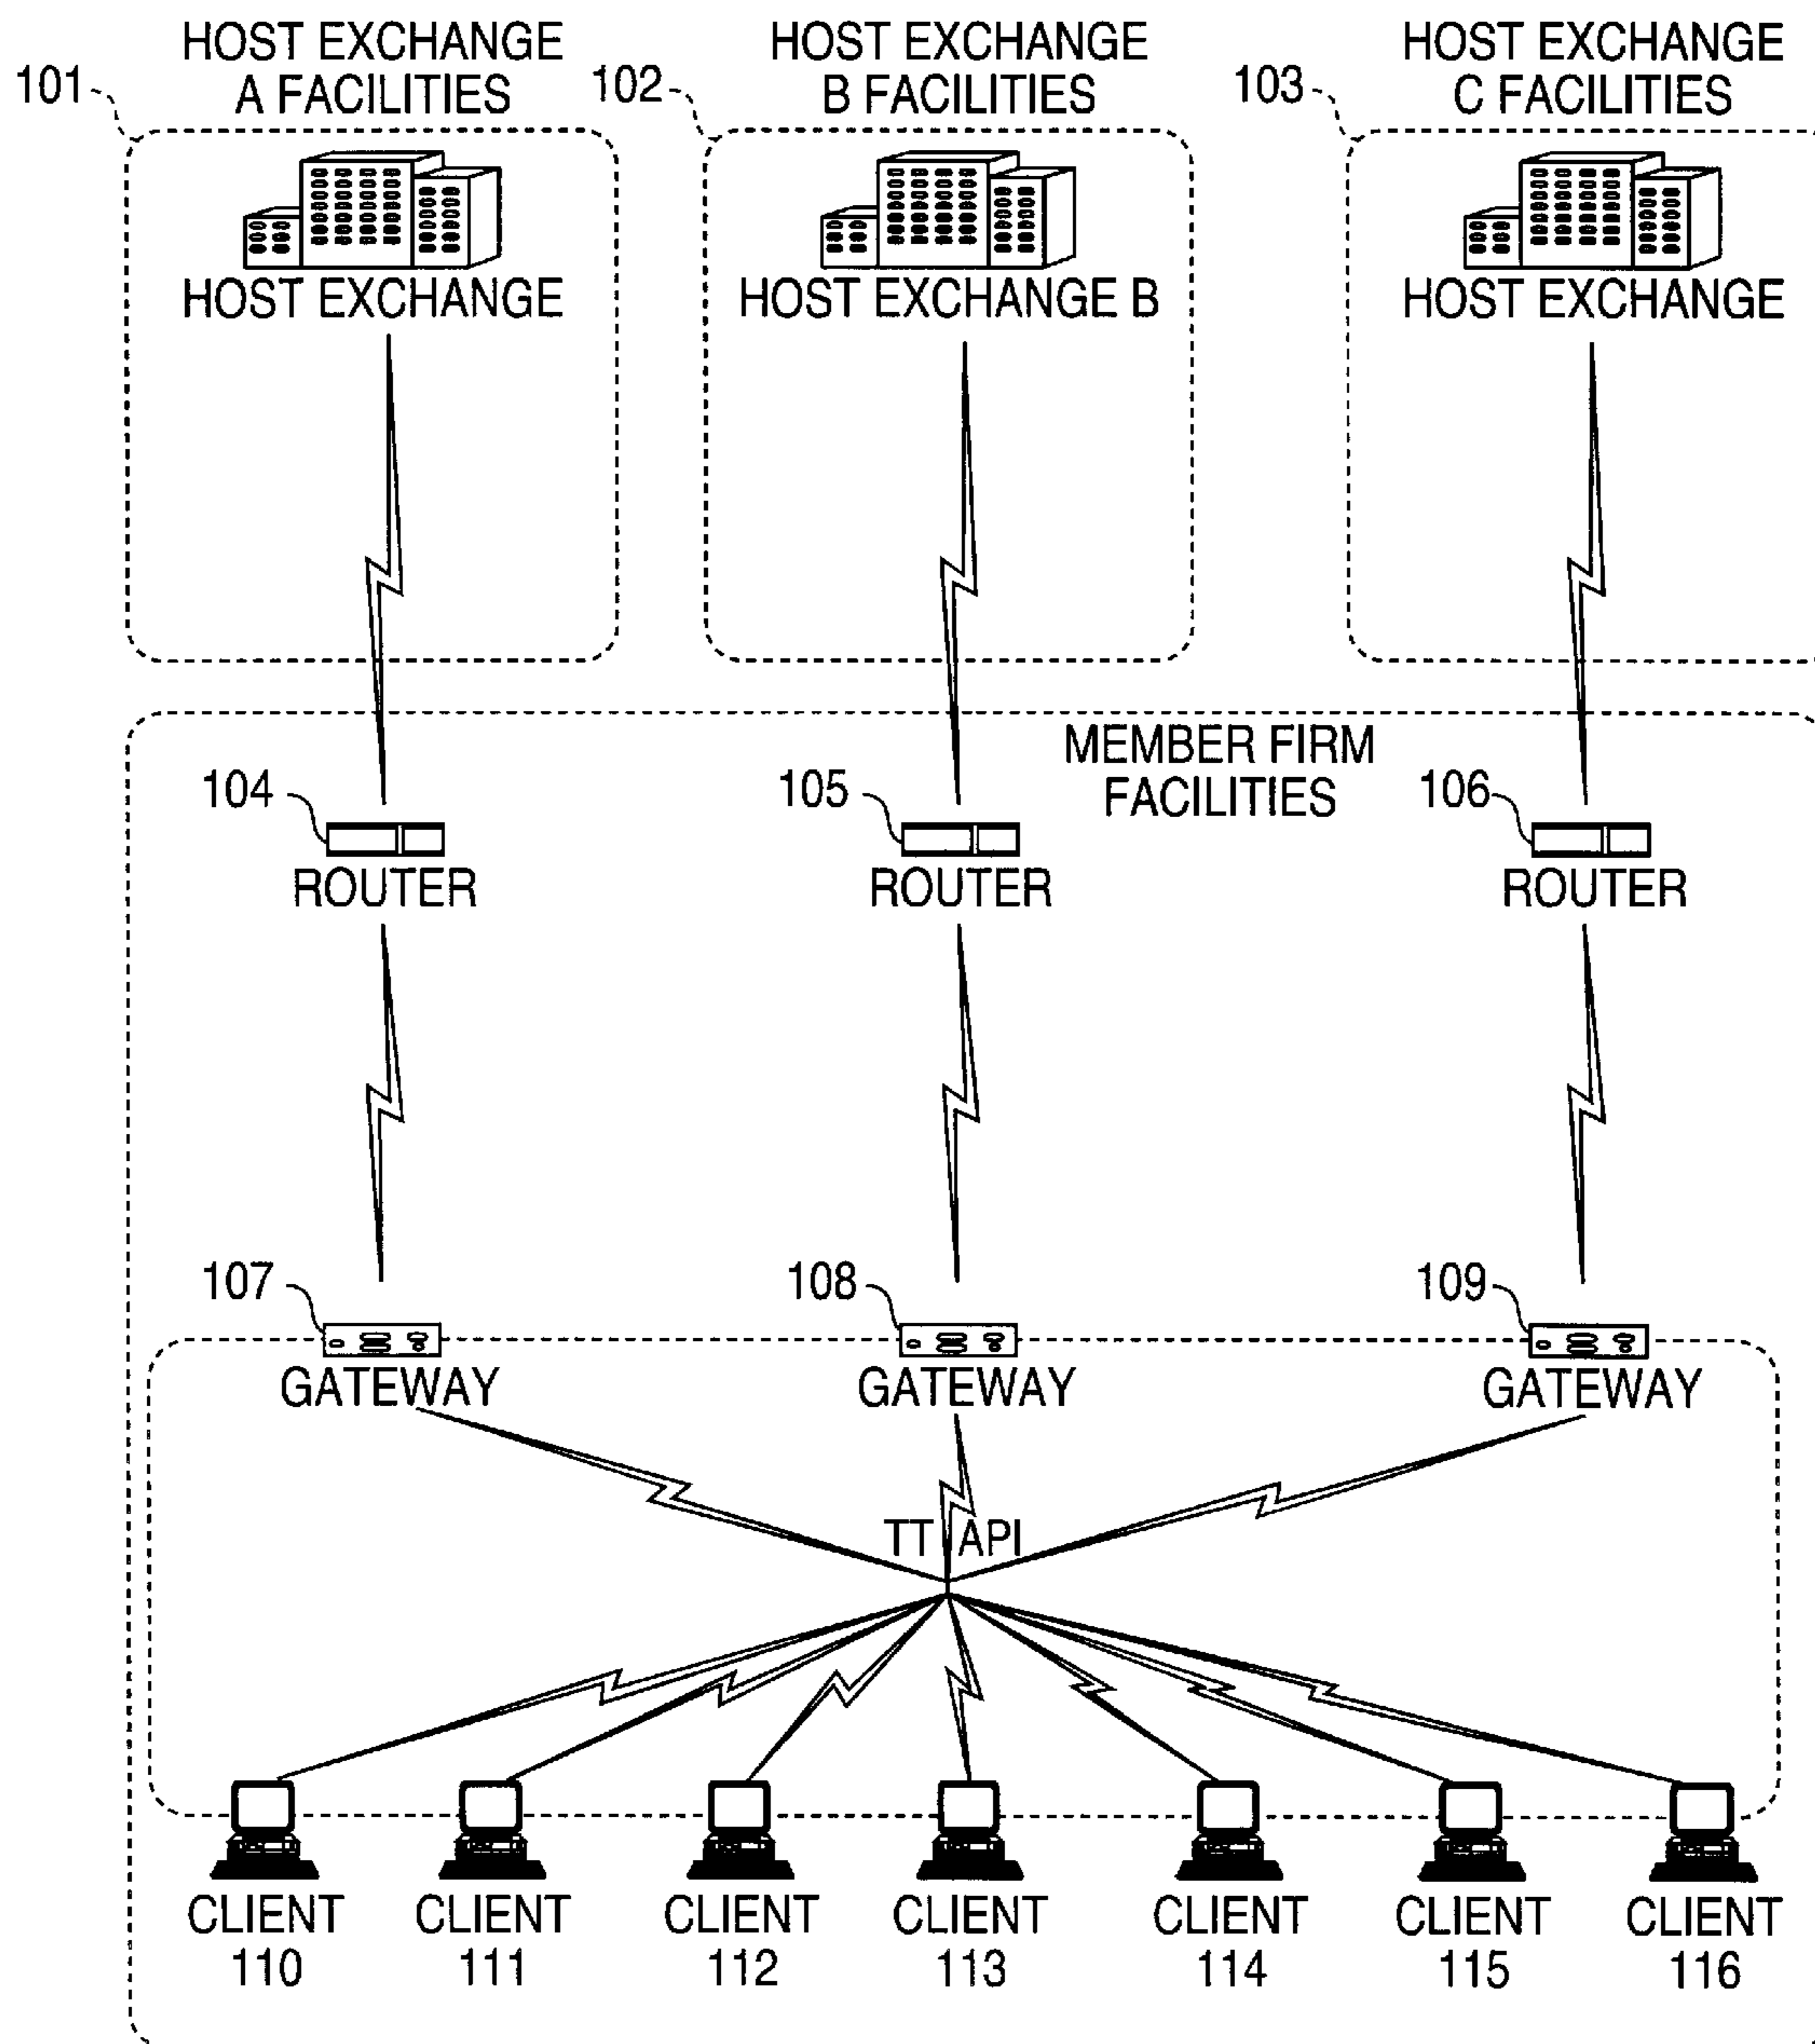 HOST EXCHANGE
A FACILITIES
HOST EXCHANGE
B FACILITIES
HOST EXCHANGE
C FACILITIES
101
102
103
HOST EXCHANGE
HOST EXCHANGE B
HOST EXCHANGE
MEMBER FIRM
FACILITIES
104
105
106
ROUTER
ROUTER
ROUTER
107
108
109
GATEWAY
GATEWAY
GATEWAY
TT API
CLIENT
110
CLIENT
111
CLIENT
112
CLIENT
113
CLIENT
114
CLIENT
115
CLIENT
116